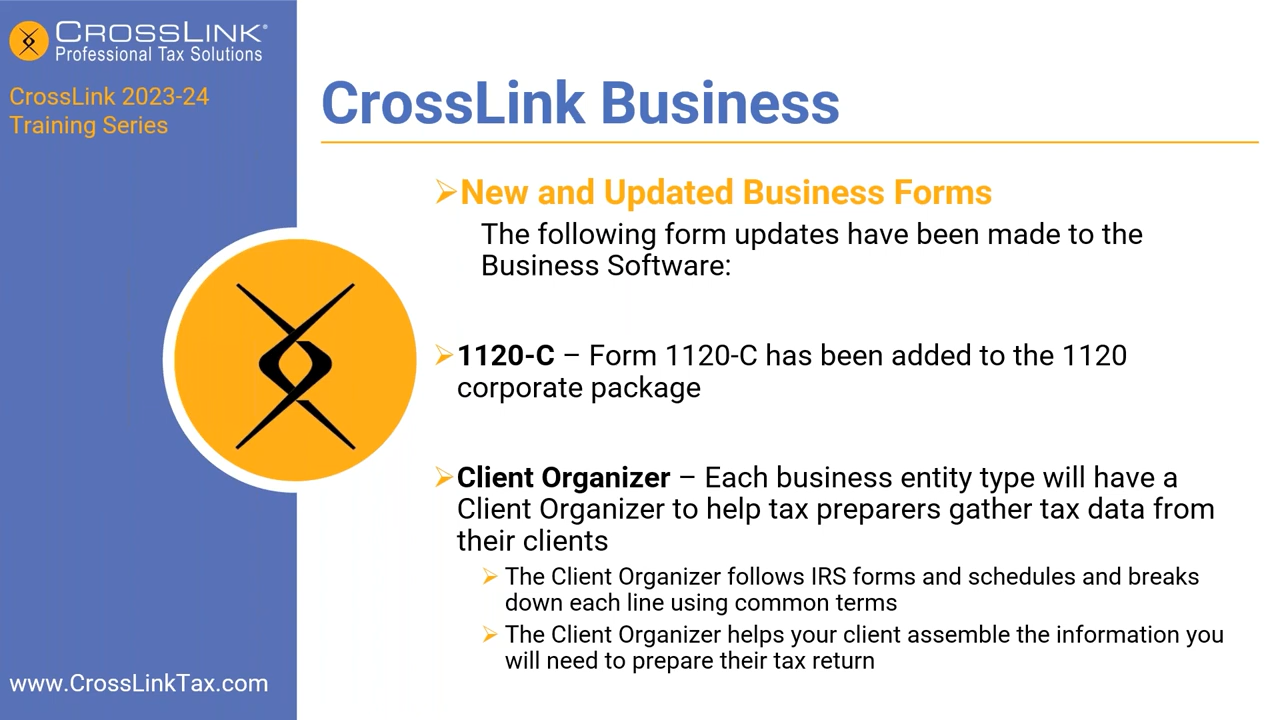 CROSSLINK®
Professional Tax Solutions
CrossLink 2023-24
Training Series
CrossLink Business
➢New and Updated Business Forms
The following form updates have been made to the
Business Software:
➢1120-C – Form 1120-C has been added to the 1120
corporate package
➢Client Organizer – Each business entity type will have a
Client Organizer to help tax preparers gather tax data from
their clients
➢ The Client Organizer follows IRS forms and schedules and breaks
down each line using common terms
➢ The Client Organizer helps your client assemble the information you
will need to prepare their tax return
www.CrossLinkTax.com